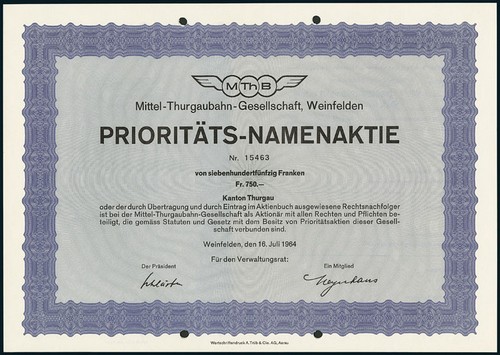 MThB
Mittel-Thurgaubahn-Gesellschaft, Weinfelden
PRIORITÄTS-NAMENAKTIE
Nr. 15463
von siebenhundertfünfzig Franken
Fr. 750.—
Kanton Thurgau
oder der durch Übertragung und durch Eintrag im Aktienbuch ausgewiesene Rechtsnachfolger
ist bei der Mittel-Thurgaubahn-Gesellschaft als Aktionär mit allen Rechten und Pflichten be-
teiligt, die gemäss Statuten und Gesetz mit dem Besitz von Prioritätsaktien dieser Gesell-
schaft verbunden sind.
Weinfelden, den 16. Juli 1964
Für den Verwaltungsrat:
Der Präsident
Ein Mitglied